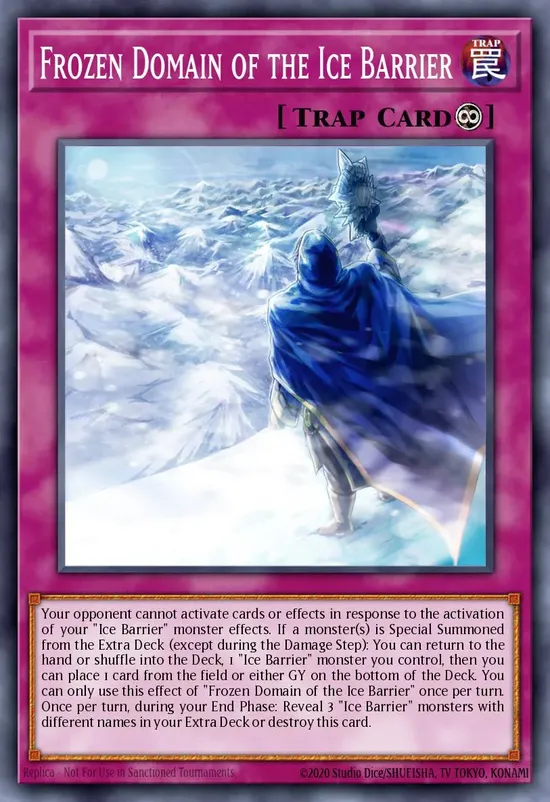 Frozen Domain of the Ice Barrier
TRAP
罠
[ Trap Card ]
Your opponent cannot activate cards or effects in response to the activation
of your "Ice Barrier" monster effects. If a monster(s) is Special Summoned
from the Extra Deck (except during the Damage Step): You can return to the
hand or shuffle into the Deck, 1 "Ice Barrier" monster you control, then you
can place 1 card from the field or either GY on the bottom of the Deck. You
can only use this effect of "Frozen Domain of the Ice Barrier" once per turn.
Once per turn, during your End Phase: Reveal 3 "Ice Barrier" monsters with
different names in your Extra Deck or destroy this card.
Replica - Not For Use in Sanctioned Tournaments
©2020 Studio Dice/SHUEISHA, TV TOKYO, KONAMI